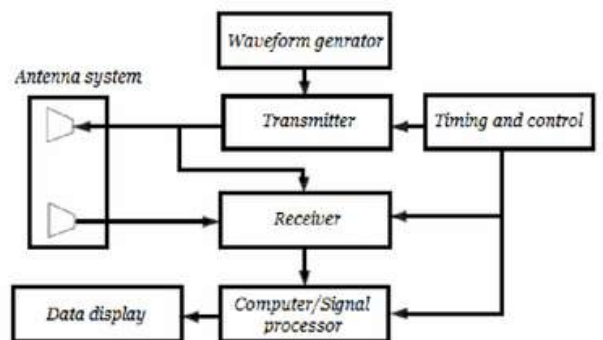 Waveform genrator
Antenna system
Transmitter
Timing and control
Receiver
Data display
Computer/Signal
processor